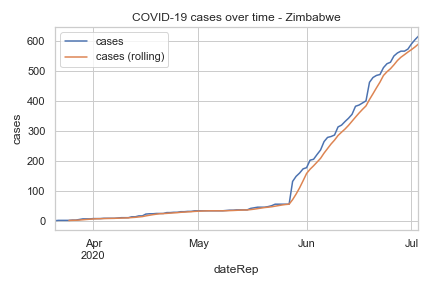 COVID-19 cases over time - Zimbabwe
cases
cases (rolling)
600
500
400
300
200
100
0
cases
Apr
2020
May
Jun
Jul
dateRep